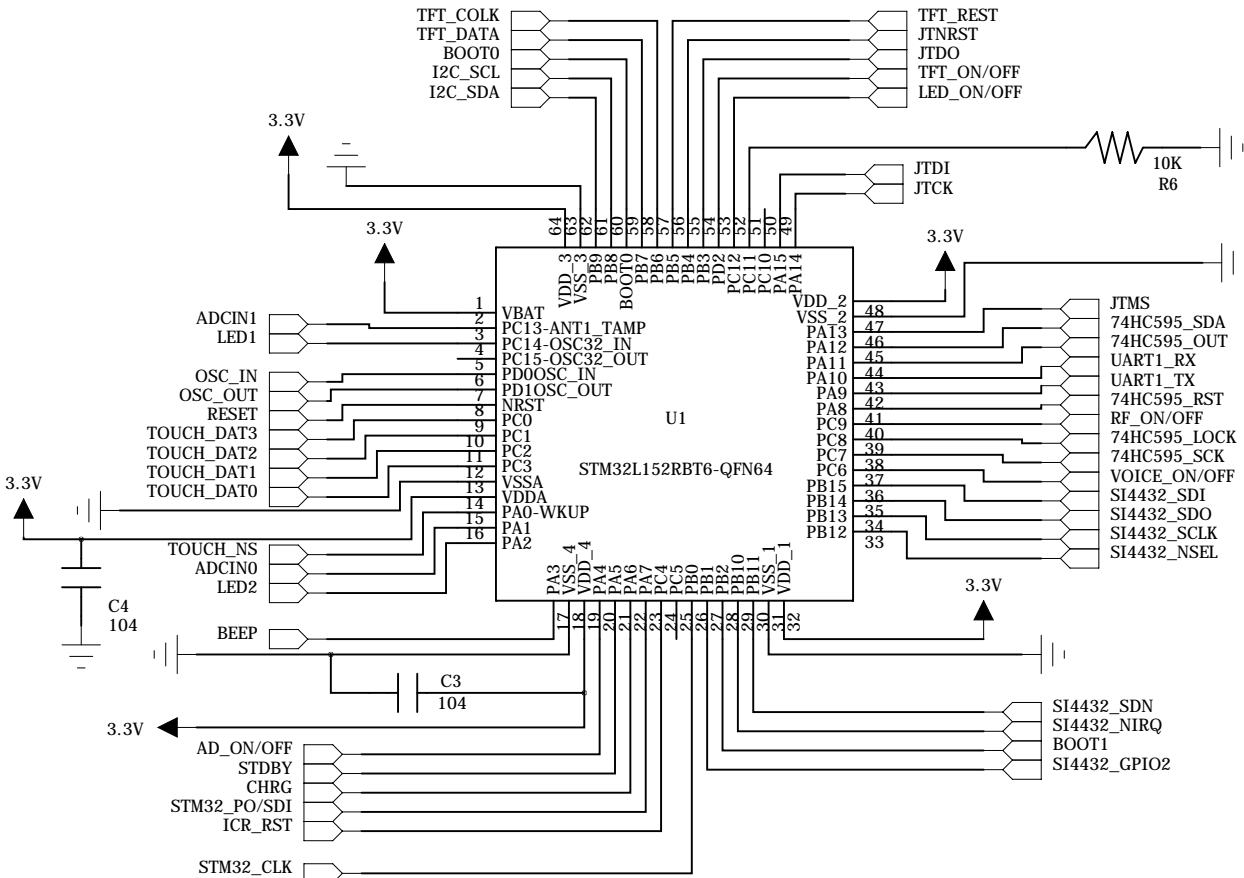 TFT_COLK
TFT_DATA
BOOT0
I2C_SCL
I2C_SDA
TFT_REST
JTNRST
JTDO
TFT_ON/OFF
LED_ON/OFF
3.3V
10K
R6
JTDI
JTCK
3.3V
3.3V
64
63
62
61
60
59
58
57
56
55
54
53
52
51
50
49
VDD_3
VSS_3
PB9
PB8
BOOT0
PB7
PB6
PB5
PB4
PB3
PD2
PC12
PC11
PC10
PA15
PA14
ADCIN1
LED1
OSC_IN
OSC_OUT
RESET
TOUCH_DAT3
TOUCH_DAT2
TOUCH_DAT1
TOUCH_DAT0
3.3V
TOUCH_NS
ADCIN0
LED2
1
2
3
4
5
6
7
8
9
10
11
12
13
14
15
16
VBAT
PC13-ANT1_TAMP
PC14-OSC32_IN
PC15-OSC32_OUT
PD0OSC_IN
PD1OSC_OUT
NRST
PC0
PC1
PC2
PC3
VSSA
VDDA
PA0-WKUP
PA1
PA2
U1
STM32L152RBT6-QFN64
VDD_2
VSS_2
PA13
PA12
PA11
PA10
PA9
PA8
PC9
PC8
PC7
PC6
PB15
PB14
PB13
PB12
48
47
46
45
44
43
42
41
40
39
38
37
36
35
34
33
JTMS
74HC595_SDA
74HC595_OUT
UART1_RX
UART1_TX
74HC595_RST
RF_ON/OFF
74HC595_LOCK
74HC595_SCK
VOICE_ON/OFF
SI4432_SDI
SI4432_SDO
SI4432_SCLK
SI4432_NSEL
PA3
VSS_4
VDD_4
PA4
PA5
PA6
PA7
PC4
PC5
PB0
PB1
PB2
PB10
PB11
VSS_1
VDD_1
17
18
19
20
21
22
23
24
25
26
27
28
29
30
31
32
C4
104
BEEP
3.3V
C3
104
3.3V
SI4432_SDN
SI4432_NIRQ
BOOT1
SI4432_GPIO2
AD_ON/OFF
STDBY
CHRG
STM32_PO/SDI
ICR_RST
STM32_CLK